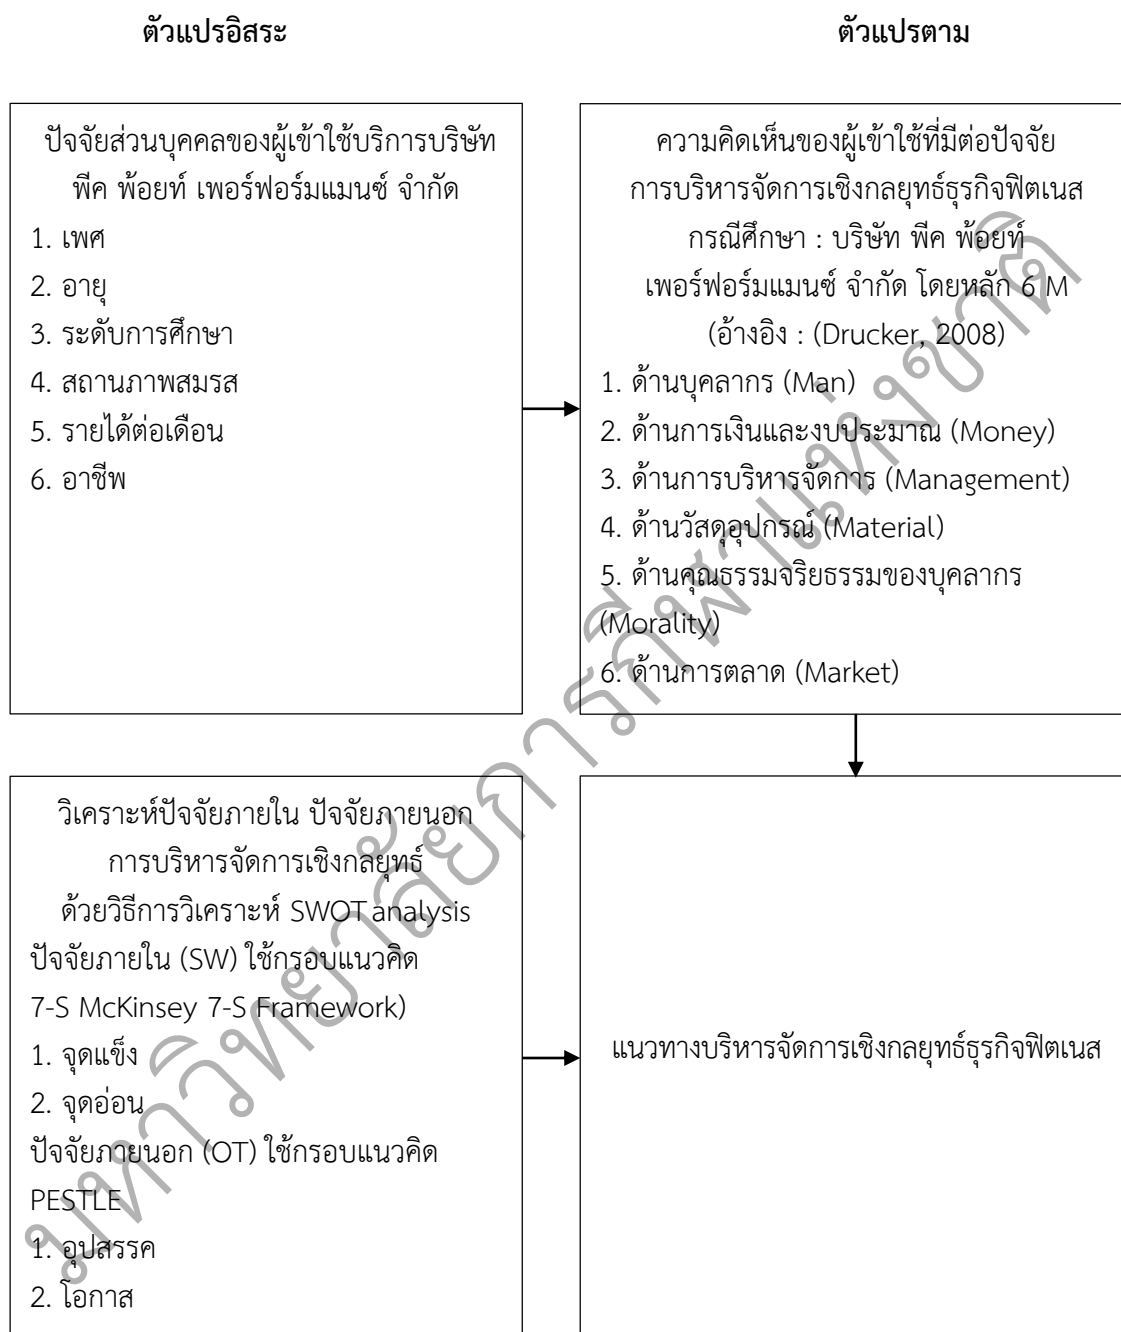 ตัวแปรอิสระ
ตัวแปรตาม
ปัจจัยส่วนบุคคลของผู้เข้าใช้บริการบริษัท
พีค พ้อยท์ เพอร์ฟอร์มแมนซ์ จำกัด
1. เพศ
2. อายุ
3. ระดับการศึกษา
4. สถานภาพสมรส
5. รายได้ต่อเดือน
6. อาชีพ
ความคิดเห็นของผู้เข้าใช้ที่มีต่อปัจจัย
การบริหารจัดการเชิงกลยุทธ์ธุรกิจฟิตเนส
กรณีศึกษา : บริษัท พีค พ้อยท์
เพอร์ฟอร์มแมนซ์ จำกัด โดยหลัก 6 M
(อ้างอิง : (Drucker, 2008)
1. ด้านบุคลากร (Man)
2. ด้านการเงินและงบประมาณ (Money)
3. ด้านการบริหารจัดการ (Management)
4. ด้านวัสดุอุปกรณ์ (Material)
5. ด้านคุณธรรมจริยธรรมของบุคลากร
(Morality)
6. ด้านการตลาด (Market)
วิเคราะห์ปัจจัยภายใน ปัจจัยภายนอก
การบริหารจัดการเชิงกลยุทธ์
ด้วยวิธีการวิเคราะห์ SWOT analysis
ปัจจัยภายใน (SW) ใช้กรอบแนวคิด
7-S McKinsey 7-S Framework)
1. จุดแข็ง
2. จุดอ่อน
ปัจจัยภายนอก (OT) ใช้กรอบแนวคิด
PESTLE
1. อุปสรรค
2. โอกาส
แนวทางบริหารจัดการเชิงกลยุทธ์ธุรกิจฟิตเนส
มหาวิทยาลัยการกีฬาแห่งชาติ